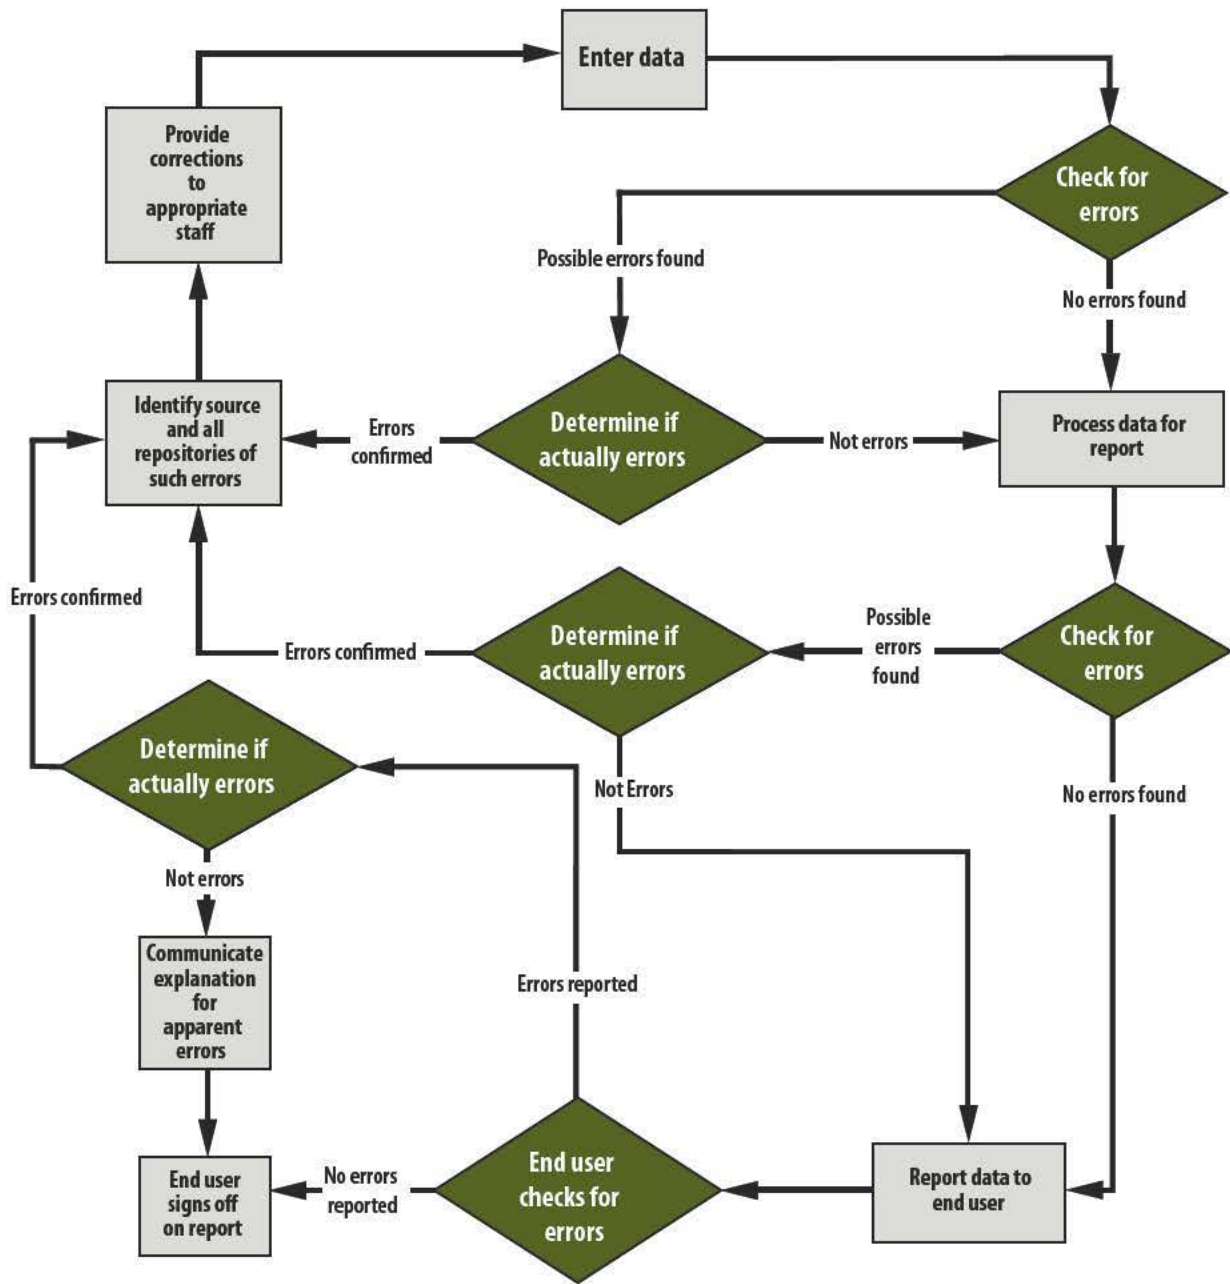 Enter data
Provide
corrections
to
appropriate
staff
Check for
errors
Possible errors found
No errors found
Identify source
and all
repositories of
such errors
Errors
confirmed
Determine if
actually errors
Not errors
Process data for
report
Errors confirmed
Errors confirmed
Determine if
actually errors
Possible
errors
found
Check for
errors
Determine if
actually errors
Not Errors
No errors found
Not errors
Communicate
explanation
for
apparent
errors
Errors reported
End user
signs off
on report
No errors
reported
End user
checks for
errors
Report data to
end user